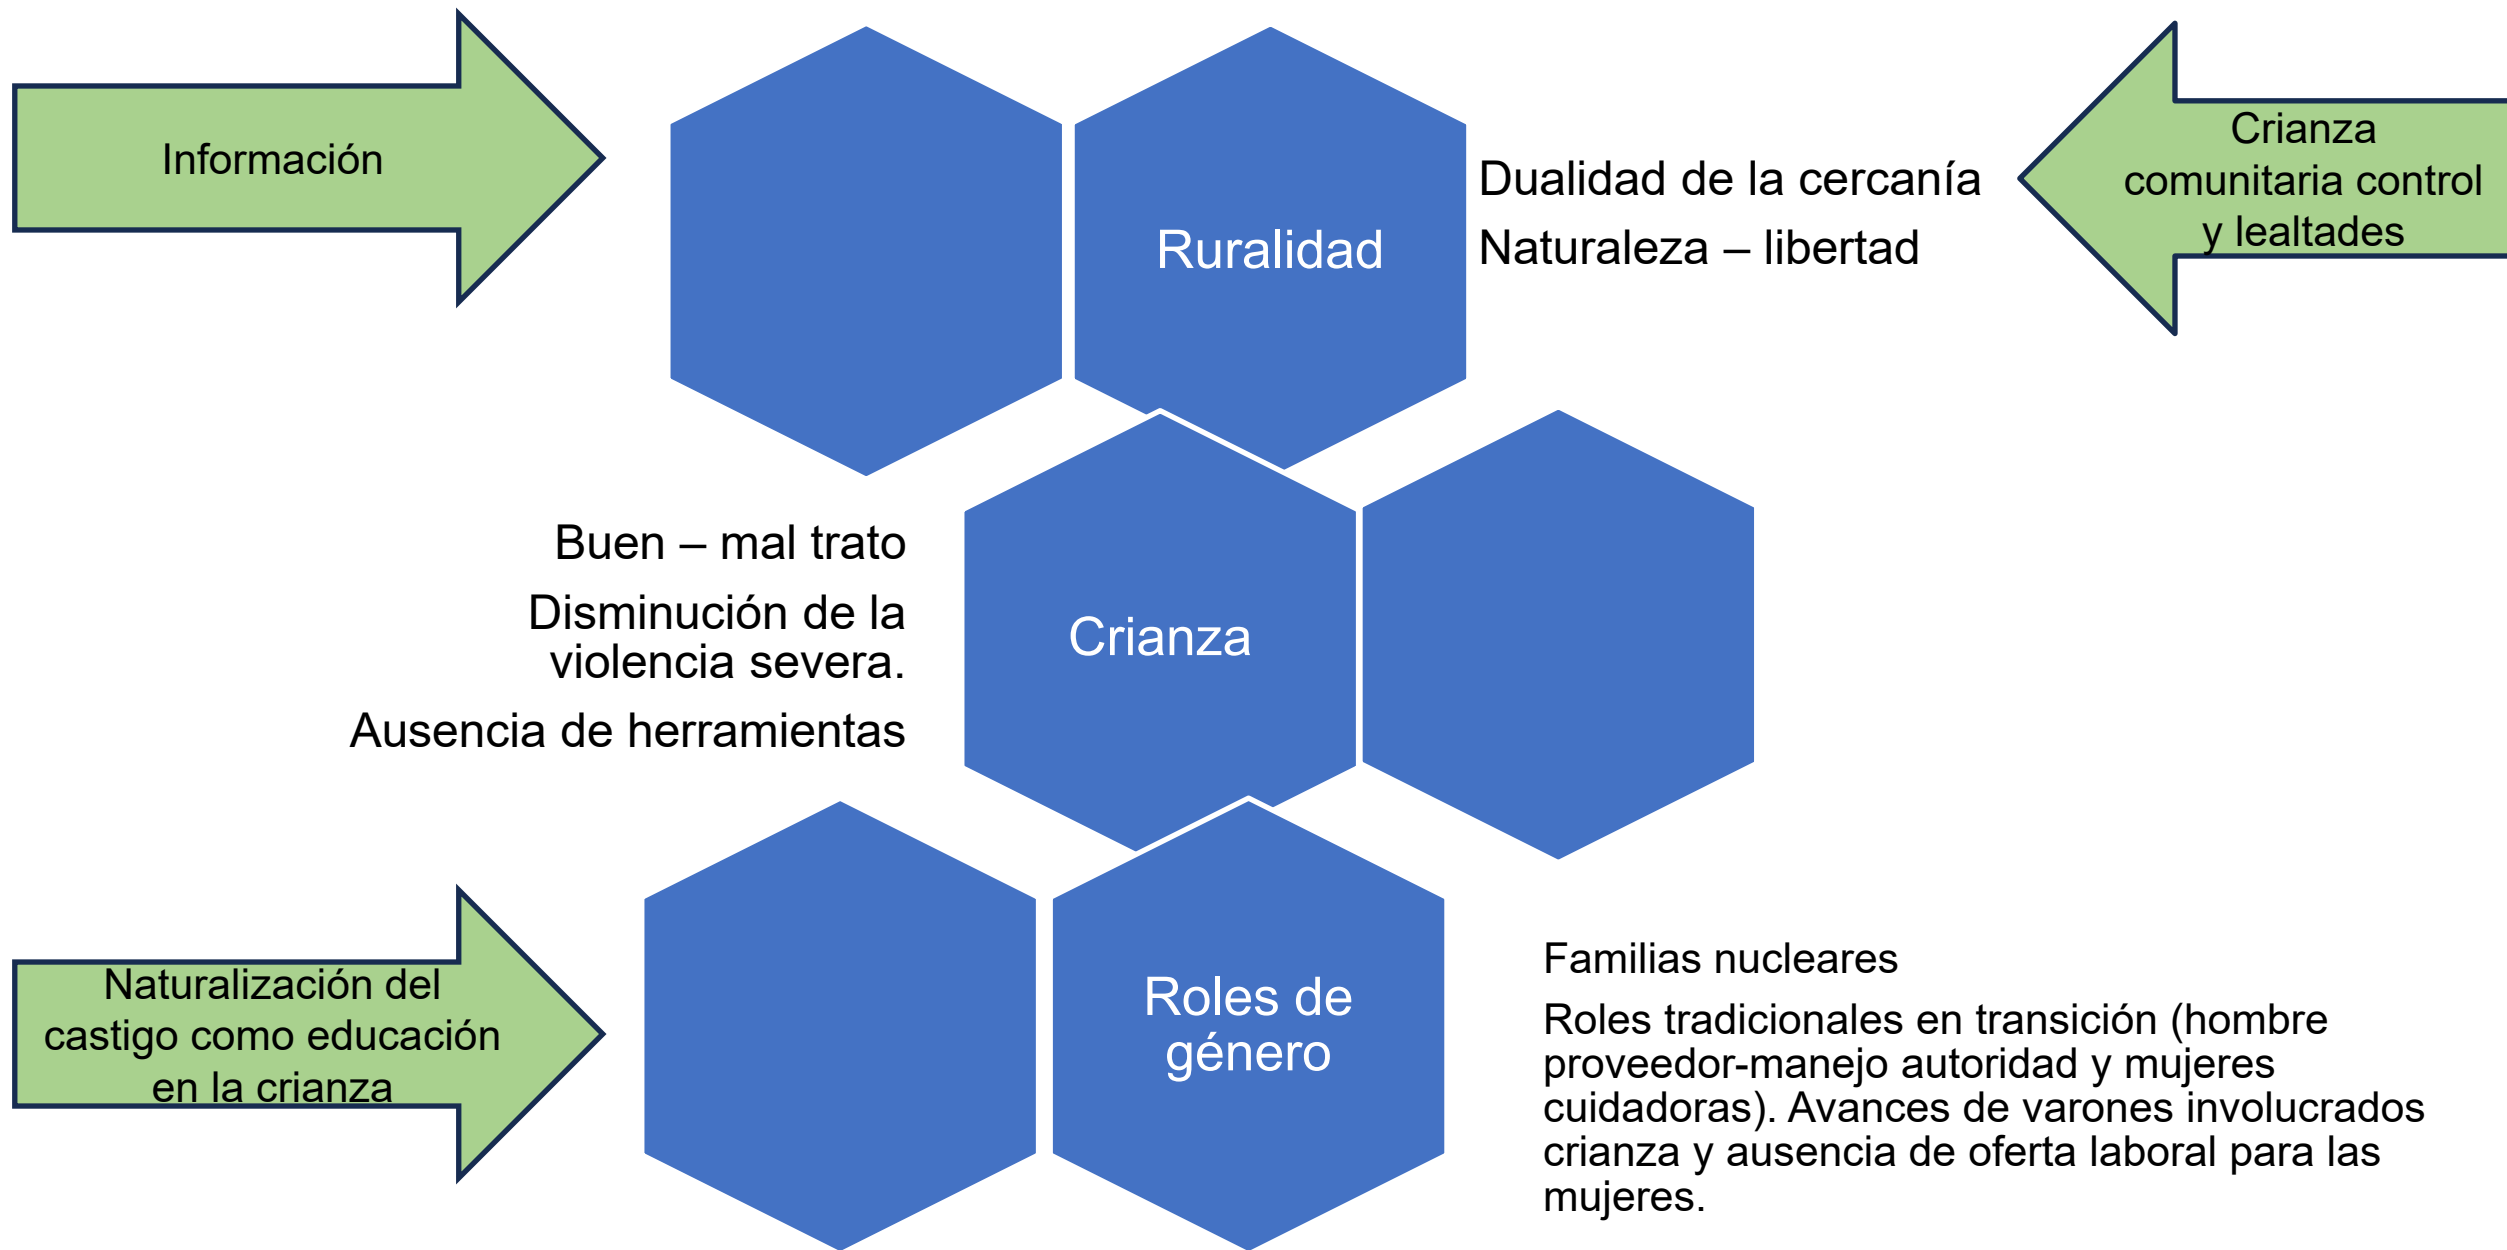 Información
Ruralidad
Dualidad de la cercanía
Naturaleza – libertad
Crianza
comunitaria control
y lealtades
Buen – mal trato
Disminución de la
violencia severa.
Ausencia de herramientas
Crianza
Naturalización del
castigo como educación
en la crianza
Roles de
género
Familias nucleares
Roles tradicionales en transición (hombre
proveedor-manejo autoridad y mujeres
cuidadoras). Avances de varones involucrados
crianza y ausencia de oferta laboral para las
mujeres.